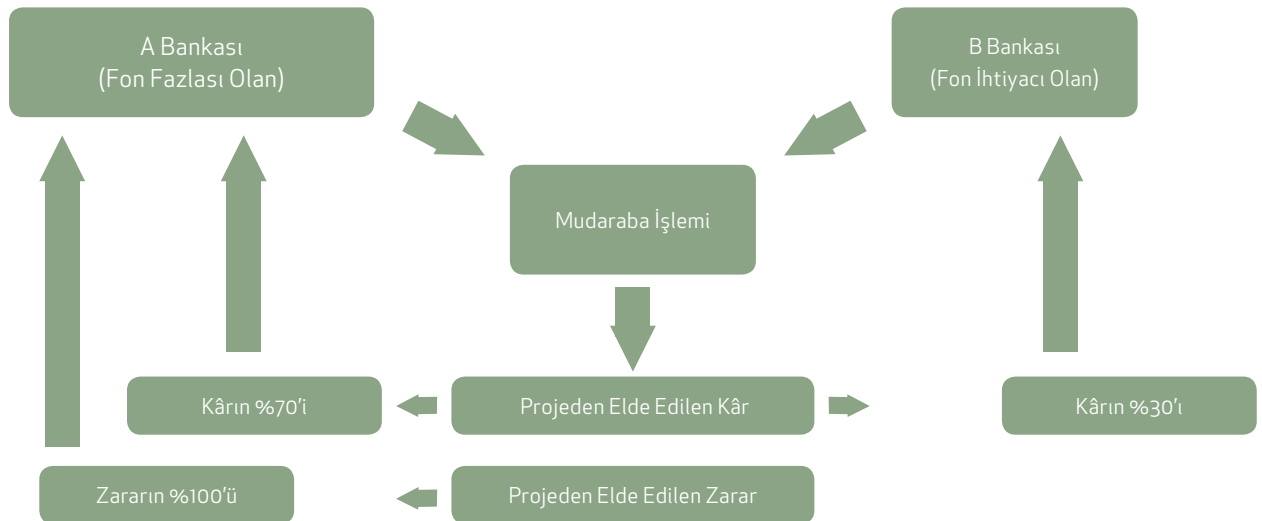 A Bankası
(Fon Fazlası Olan)
B Bankası
(Fon İhtiyacı Olan)
Mudaraba İşlemi
Kârın %70'i
Projeden Elde Edilen Kâr
Kârın %30'ı
Zararın %100'ü
Projeden Elde Edilen Zarar